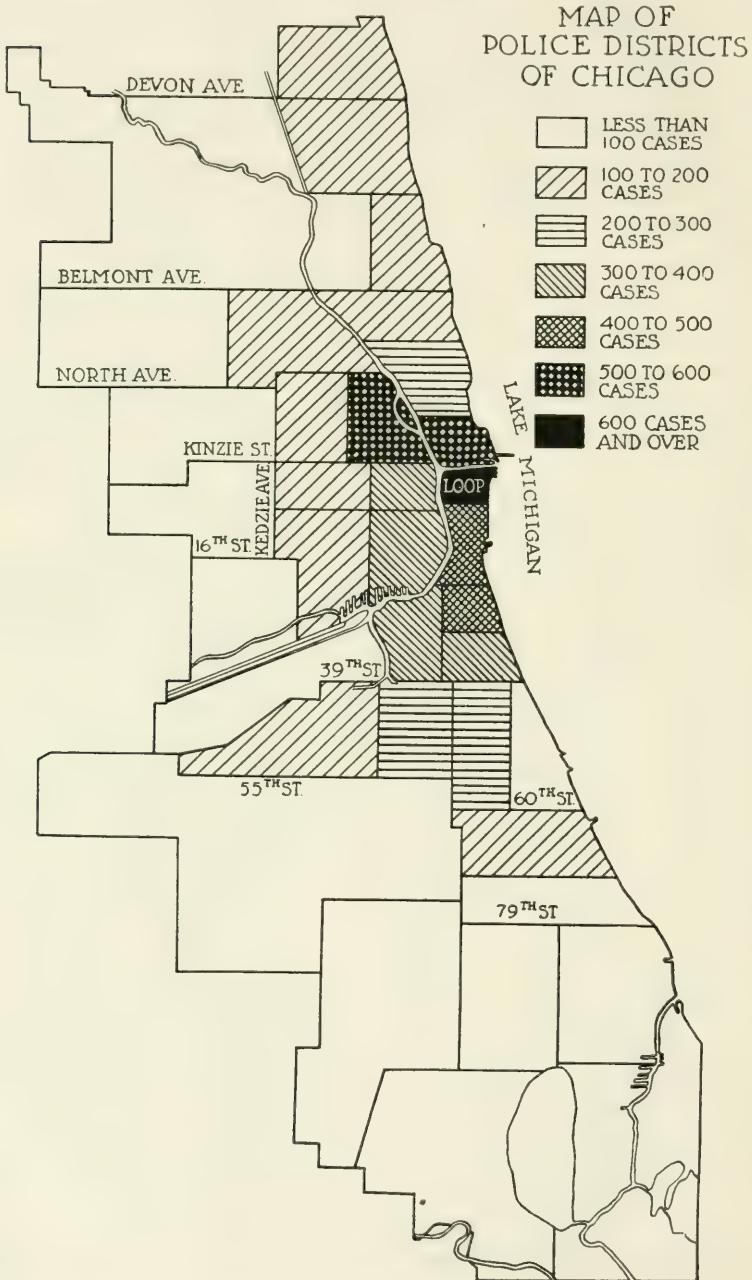 MAP OF
POLICE DISTRICTS
OF CHICAGO
LESS THAN
100 CASES
100 TO 200
CASES
200 TO 300
CASES
300 TO 400
CASES
400 TO 500
CASES
500 TO 600
CASES
600 CASES
AND OVER
DEVON AVE
BELMONT AVE.
NORTH AVE.
KINZIE ST.
KEDZIE AVE
LAKE MICHIGAN
LOOP
16TH ST.
39TH ST
55TH ST.
60TH ST.
79TH ST